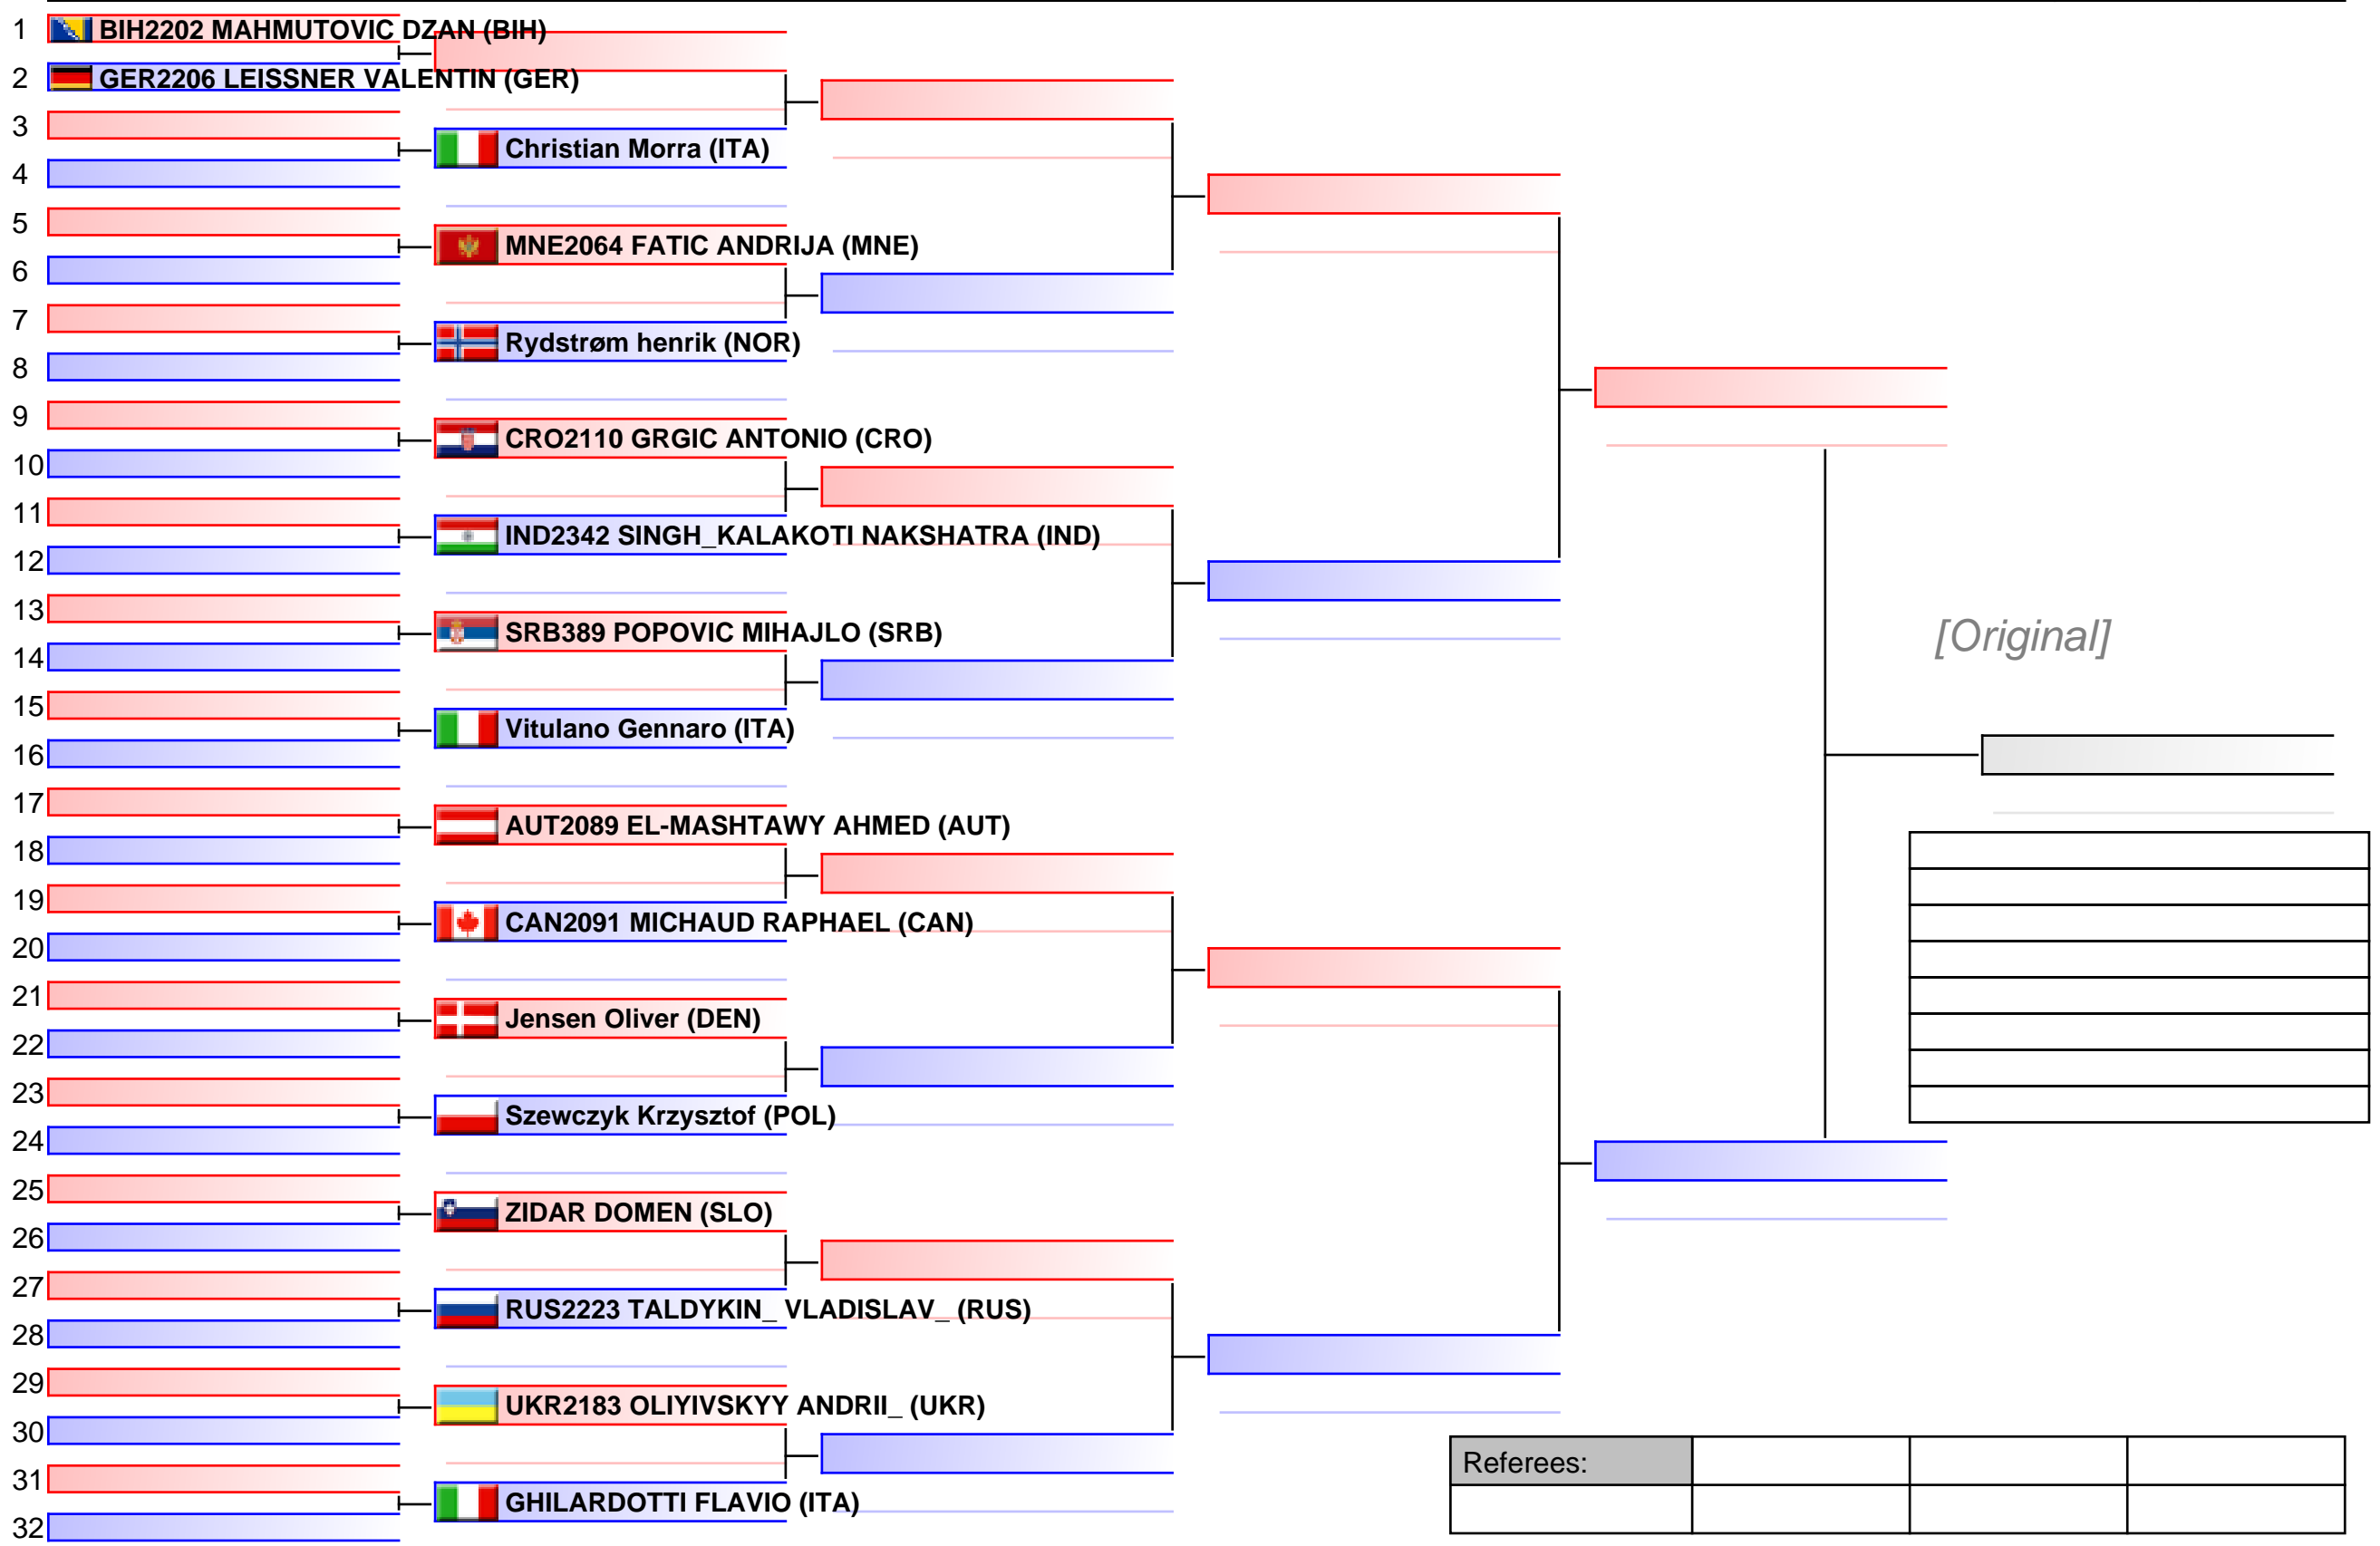 1 BIH2202 MAHMUTOVIC DZAN (BIH)
2 GER2206 LEISSNER VALENTIN (GER)
3
Christian Morra (ITA)
4
5
MNE2064 FATIC ANDRIJA (MNE)
6
7
Rydstrøm henrik (NOR)
8
9
CRO2110 GRGIC ANTONIO (CRO)
10
11
IND2342 SINGH_KALAKOTI NAKSHATRA (IND)
12
13
SRB389 POPOVIC MIHAJLO (SRB)
[Original]
14
15
Vitulano Gennaro (ITA)
16
17
AUT2089 EL-MASHTAWY AHMED (AUT)
18
19
CAN2091 MICHAUD RAPHAEL (CAN)
20
21
Jensen Oliver (DEN)
22
23
Szewczyk Krzysztof (POL)
24
25
ZIDAR DOMEN (SLO)
26
27
RUS2223 TALDYKIN_ VLADISLAV_ (RUS)
28
29
UKR2183 OLIYIVSKYY ANDRII_ (UKR)
30
Referees:
31
GHILARDOTTI FLAVIO (ITA)
32